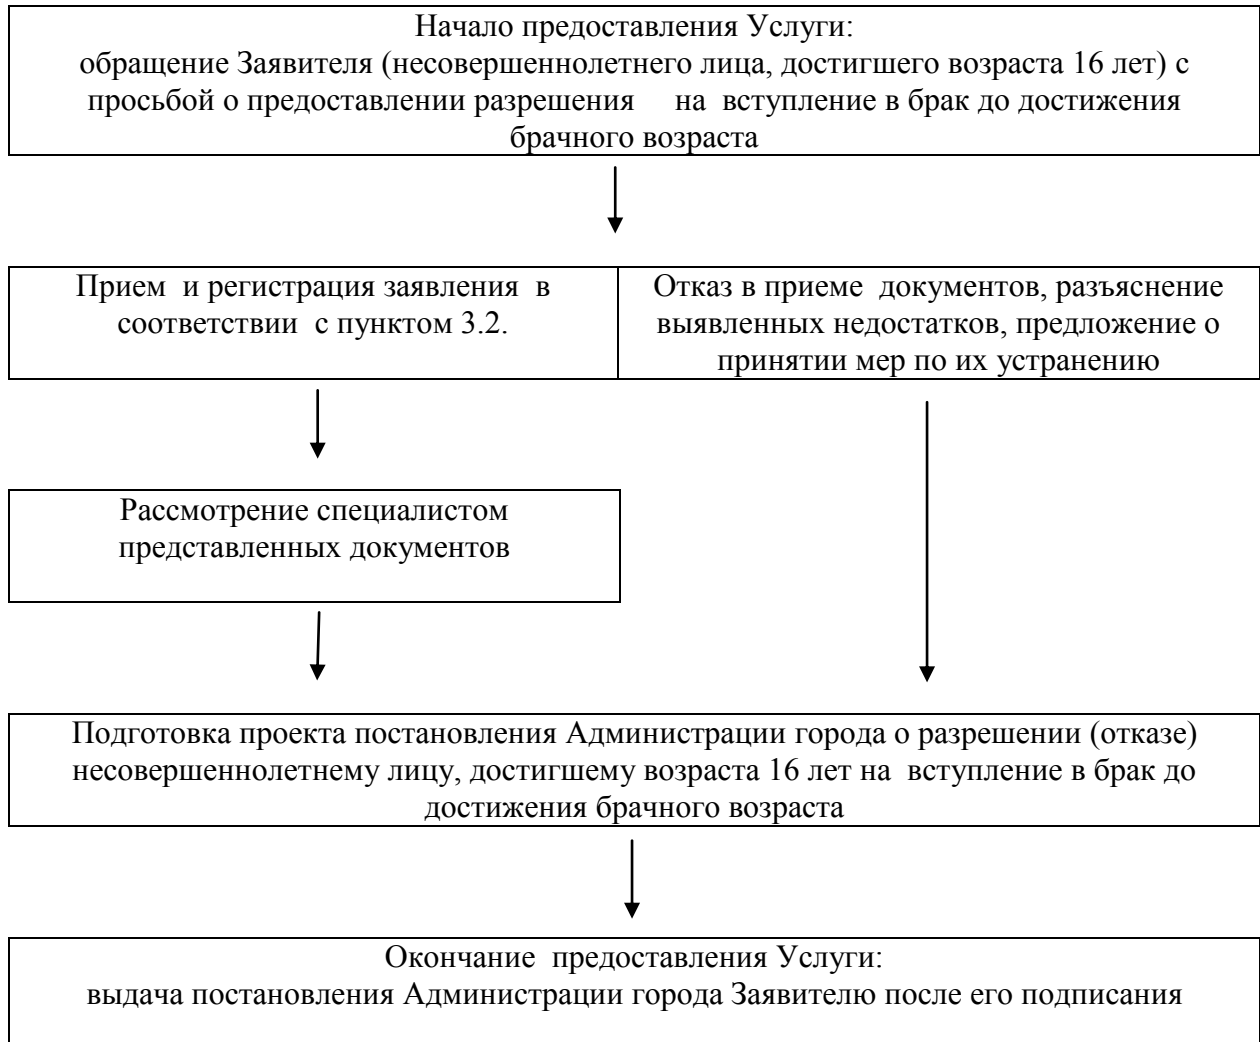 Начало предоставления Услуги:
обращение Заявителя (несовершеннолетнего лица, достигшего возраста 16 лет) с
просьбой о предоставлении разрешения на вступление в брак до достижения
брачного возраста
Прием и регистрация заявления в
соответствии с пунктом 3.2.
Отказ в приеме документов, разъяснение
выявленных недостатков, предложение о
принятии мер по их устранению
Рассмотрение специалистом
представленных документов
Подготовка проекта постановления Администрации города о разрешении (отказе)
несовершеннолетнему лицу, достигшему возраста 16 лет на вступление в брак до
достижения брачного возраста
Окончание предоставления Услуги:
выдача постановления Администрации города Заявителю после его подписания